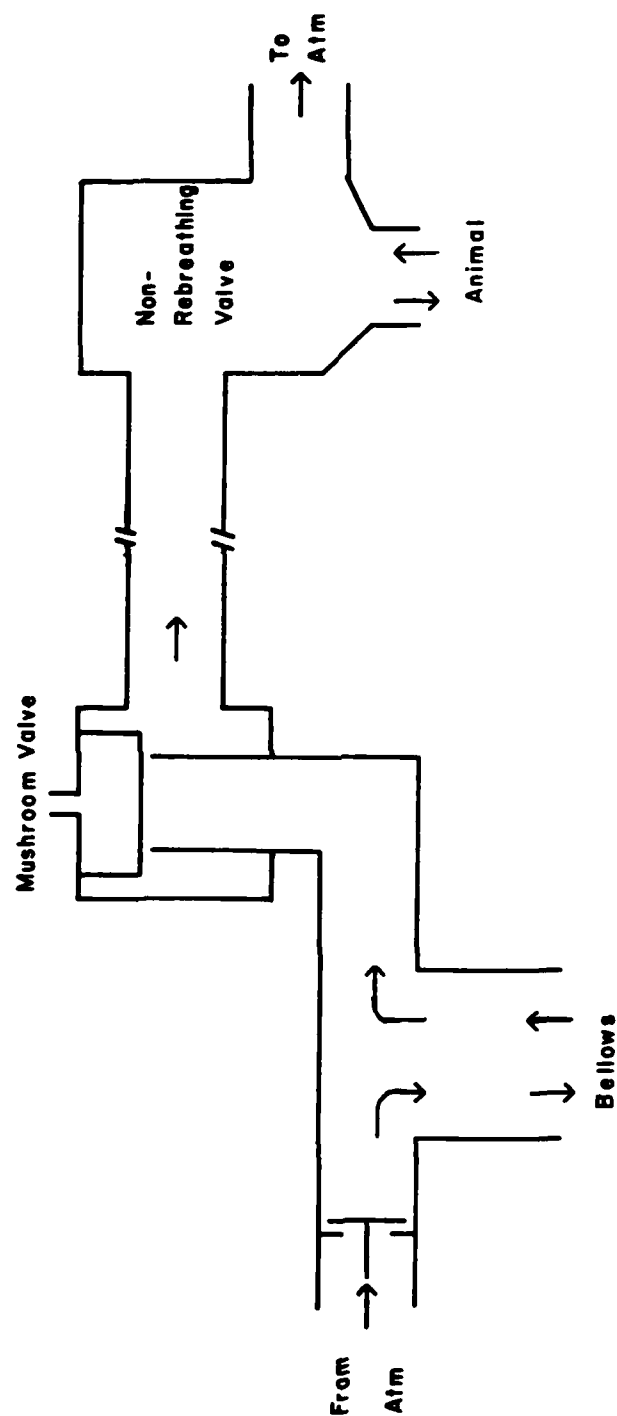 Mushroom Valve
Non-
Rebreathing
Valve
To
Atm
Animal
From
Atm
Bellows